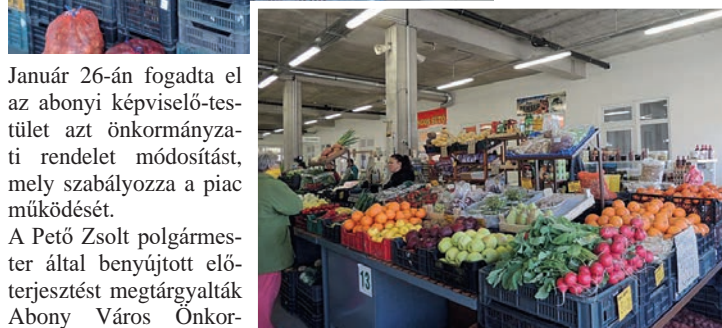 Január 26-án fogadta el
az abonyi képviselő-tes-
tület azt önkormányza-
ti rendelet módosítást,
mely szabályozza a piac
működését.
A Pető Zsolt polgármes-
ter által benyújtott elő-
terjesztést megtárgyalták
Abony Város Önkor-
13